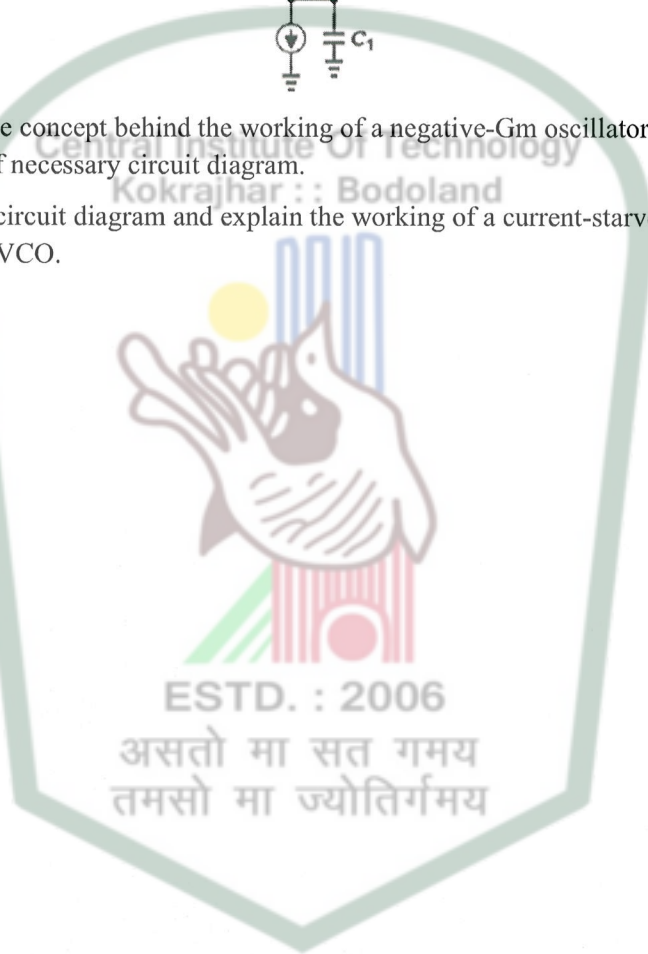 C₁
e concept behind the working of a negative-Gm oscillator
Central Institute Of Technology
f necessary circuit diagram.
Kokrajhar : : Bodoland
circuit diagram and explain the working of a current-starv
VCO.
ESTD. : 2006
असतो मा सत गमय
तमसो मा ज्योतिर्गमय